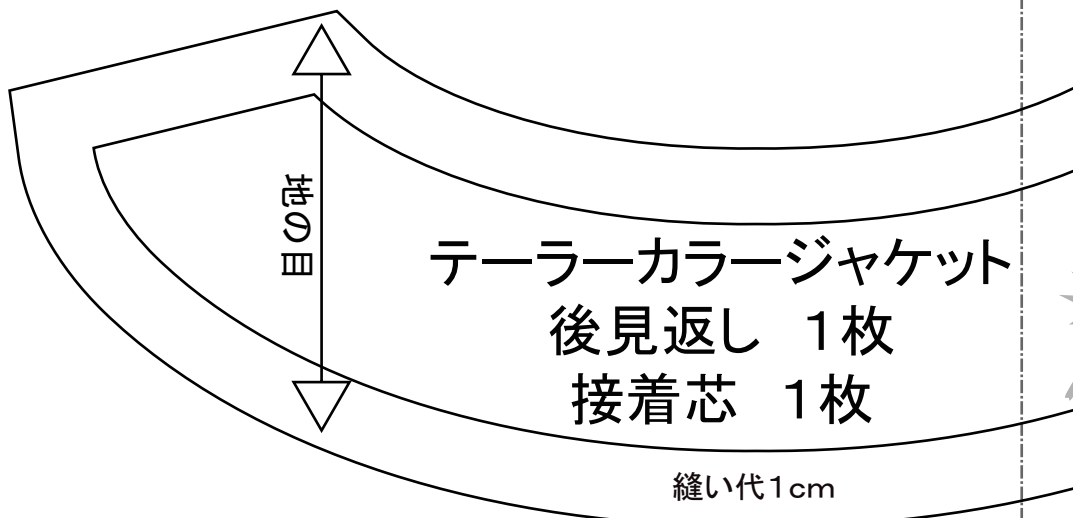 地の目
テーラーカラージャケット
後見返し　1枚
接着芯　1枚
縫い代1cm